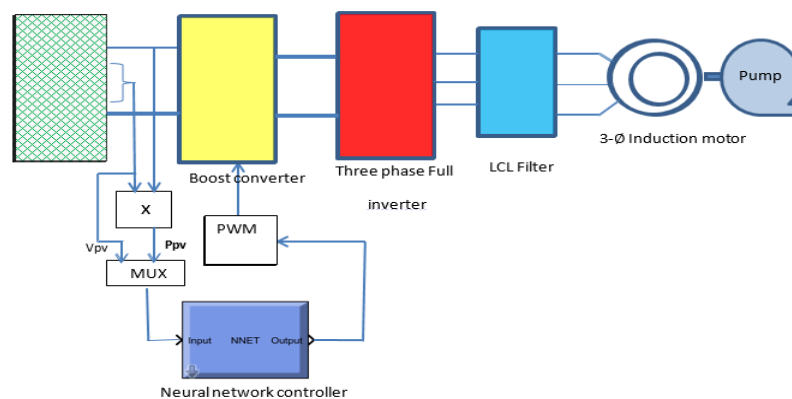 Pump
3-Ø Induction motor
LCL Filter
Three phase Full
inverter
Boost converter
X
PWM
Vpv
Ppv
MUX
Input NNET Output
Neural network controller